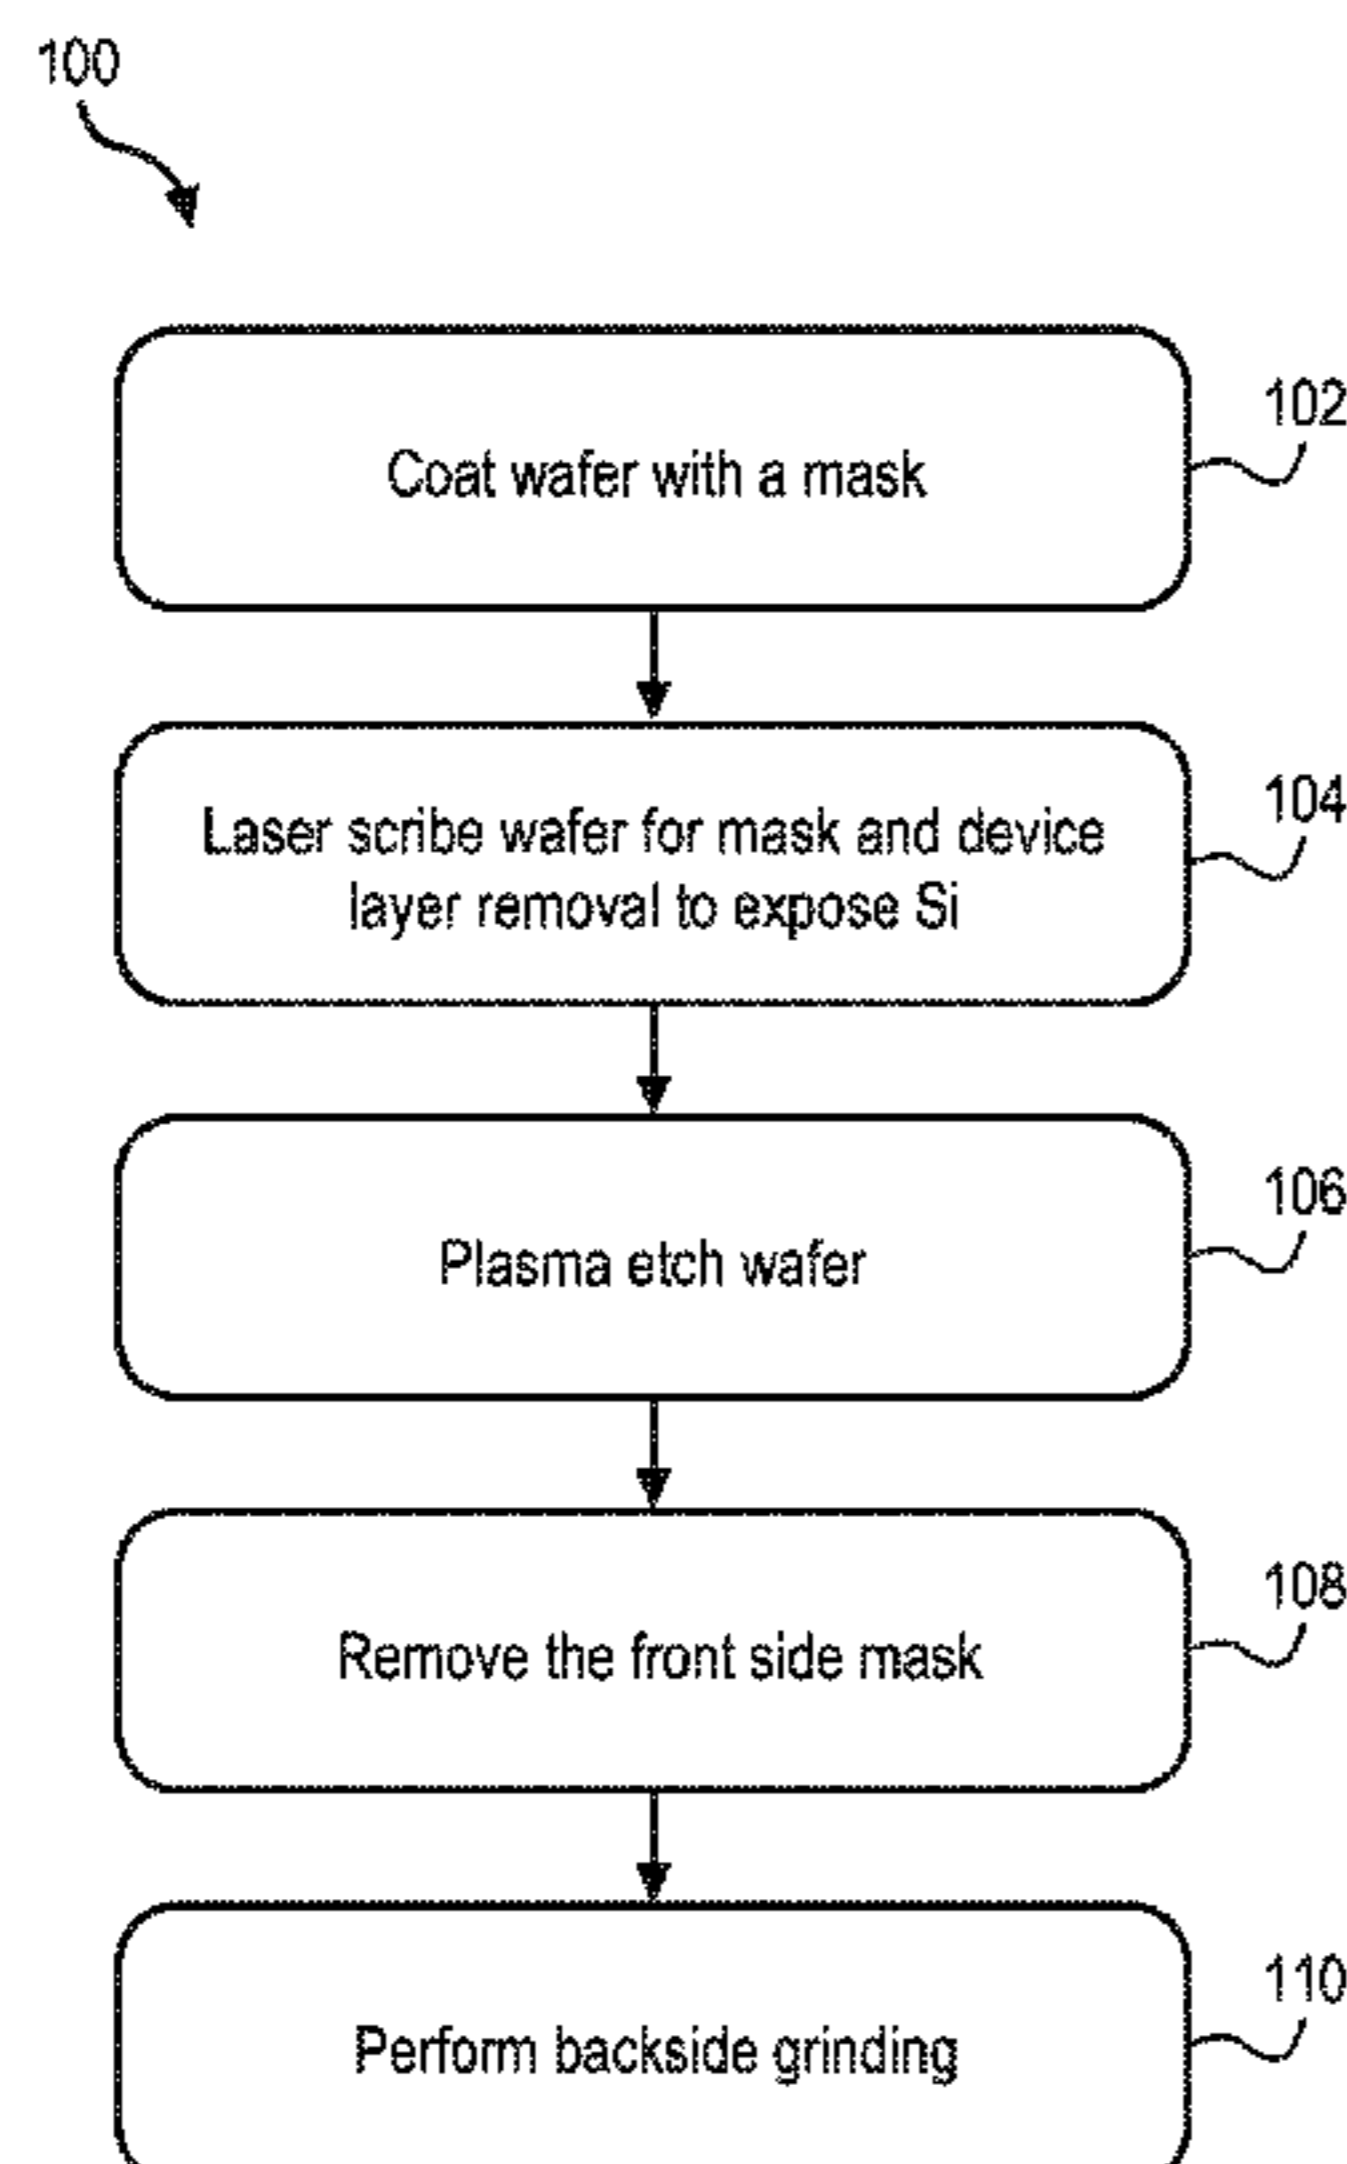 100
Coat wafer with a mask
102
Laser scribe wafer for mask and device
layer removal to expose Si
104
Plasma etch wafer
106
Remove the front side mask
108
Perform backside grinding
110